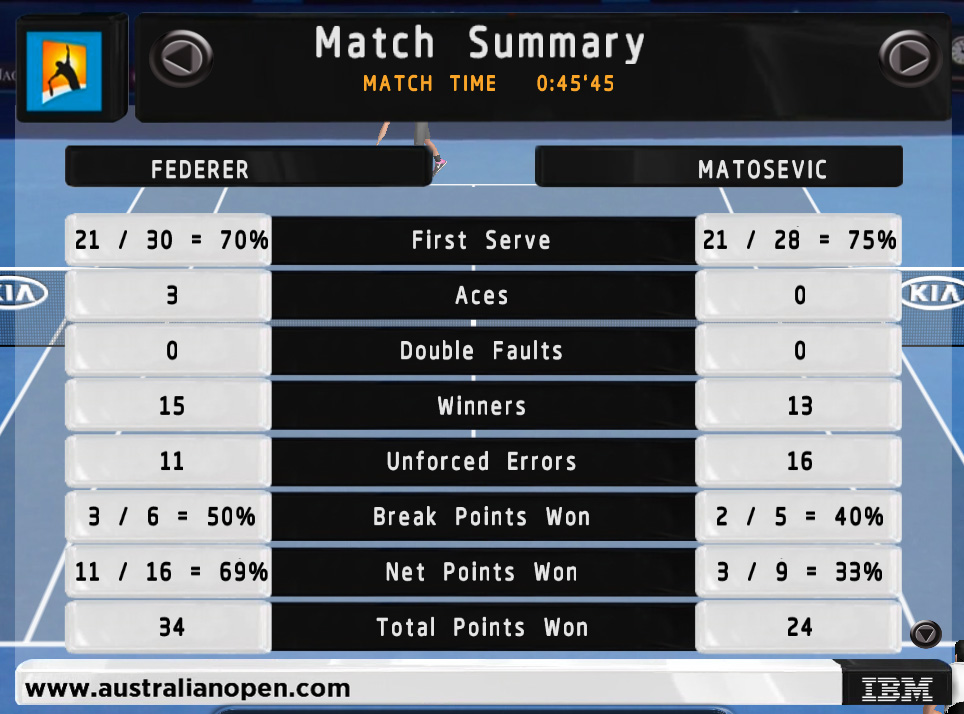 Match Summary
MATCH TIME 0:45'45
FEDERER MATOSEVIC
21 / 30 = 70% First Serve 21 / 28 = 75%
3 Aces 0
0 Double Faults 0
15 Winners 13
11 Unforced Errors 16
3 / 6 = 50% Break Points Won 2 / 5 = 40%
11 / 16 = 69% Net Points Won 3 / 9 = 33%
34 Total Points Won 24
KIA
KIA
www.australianopen.com
IBM